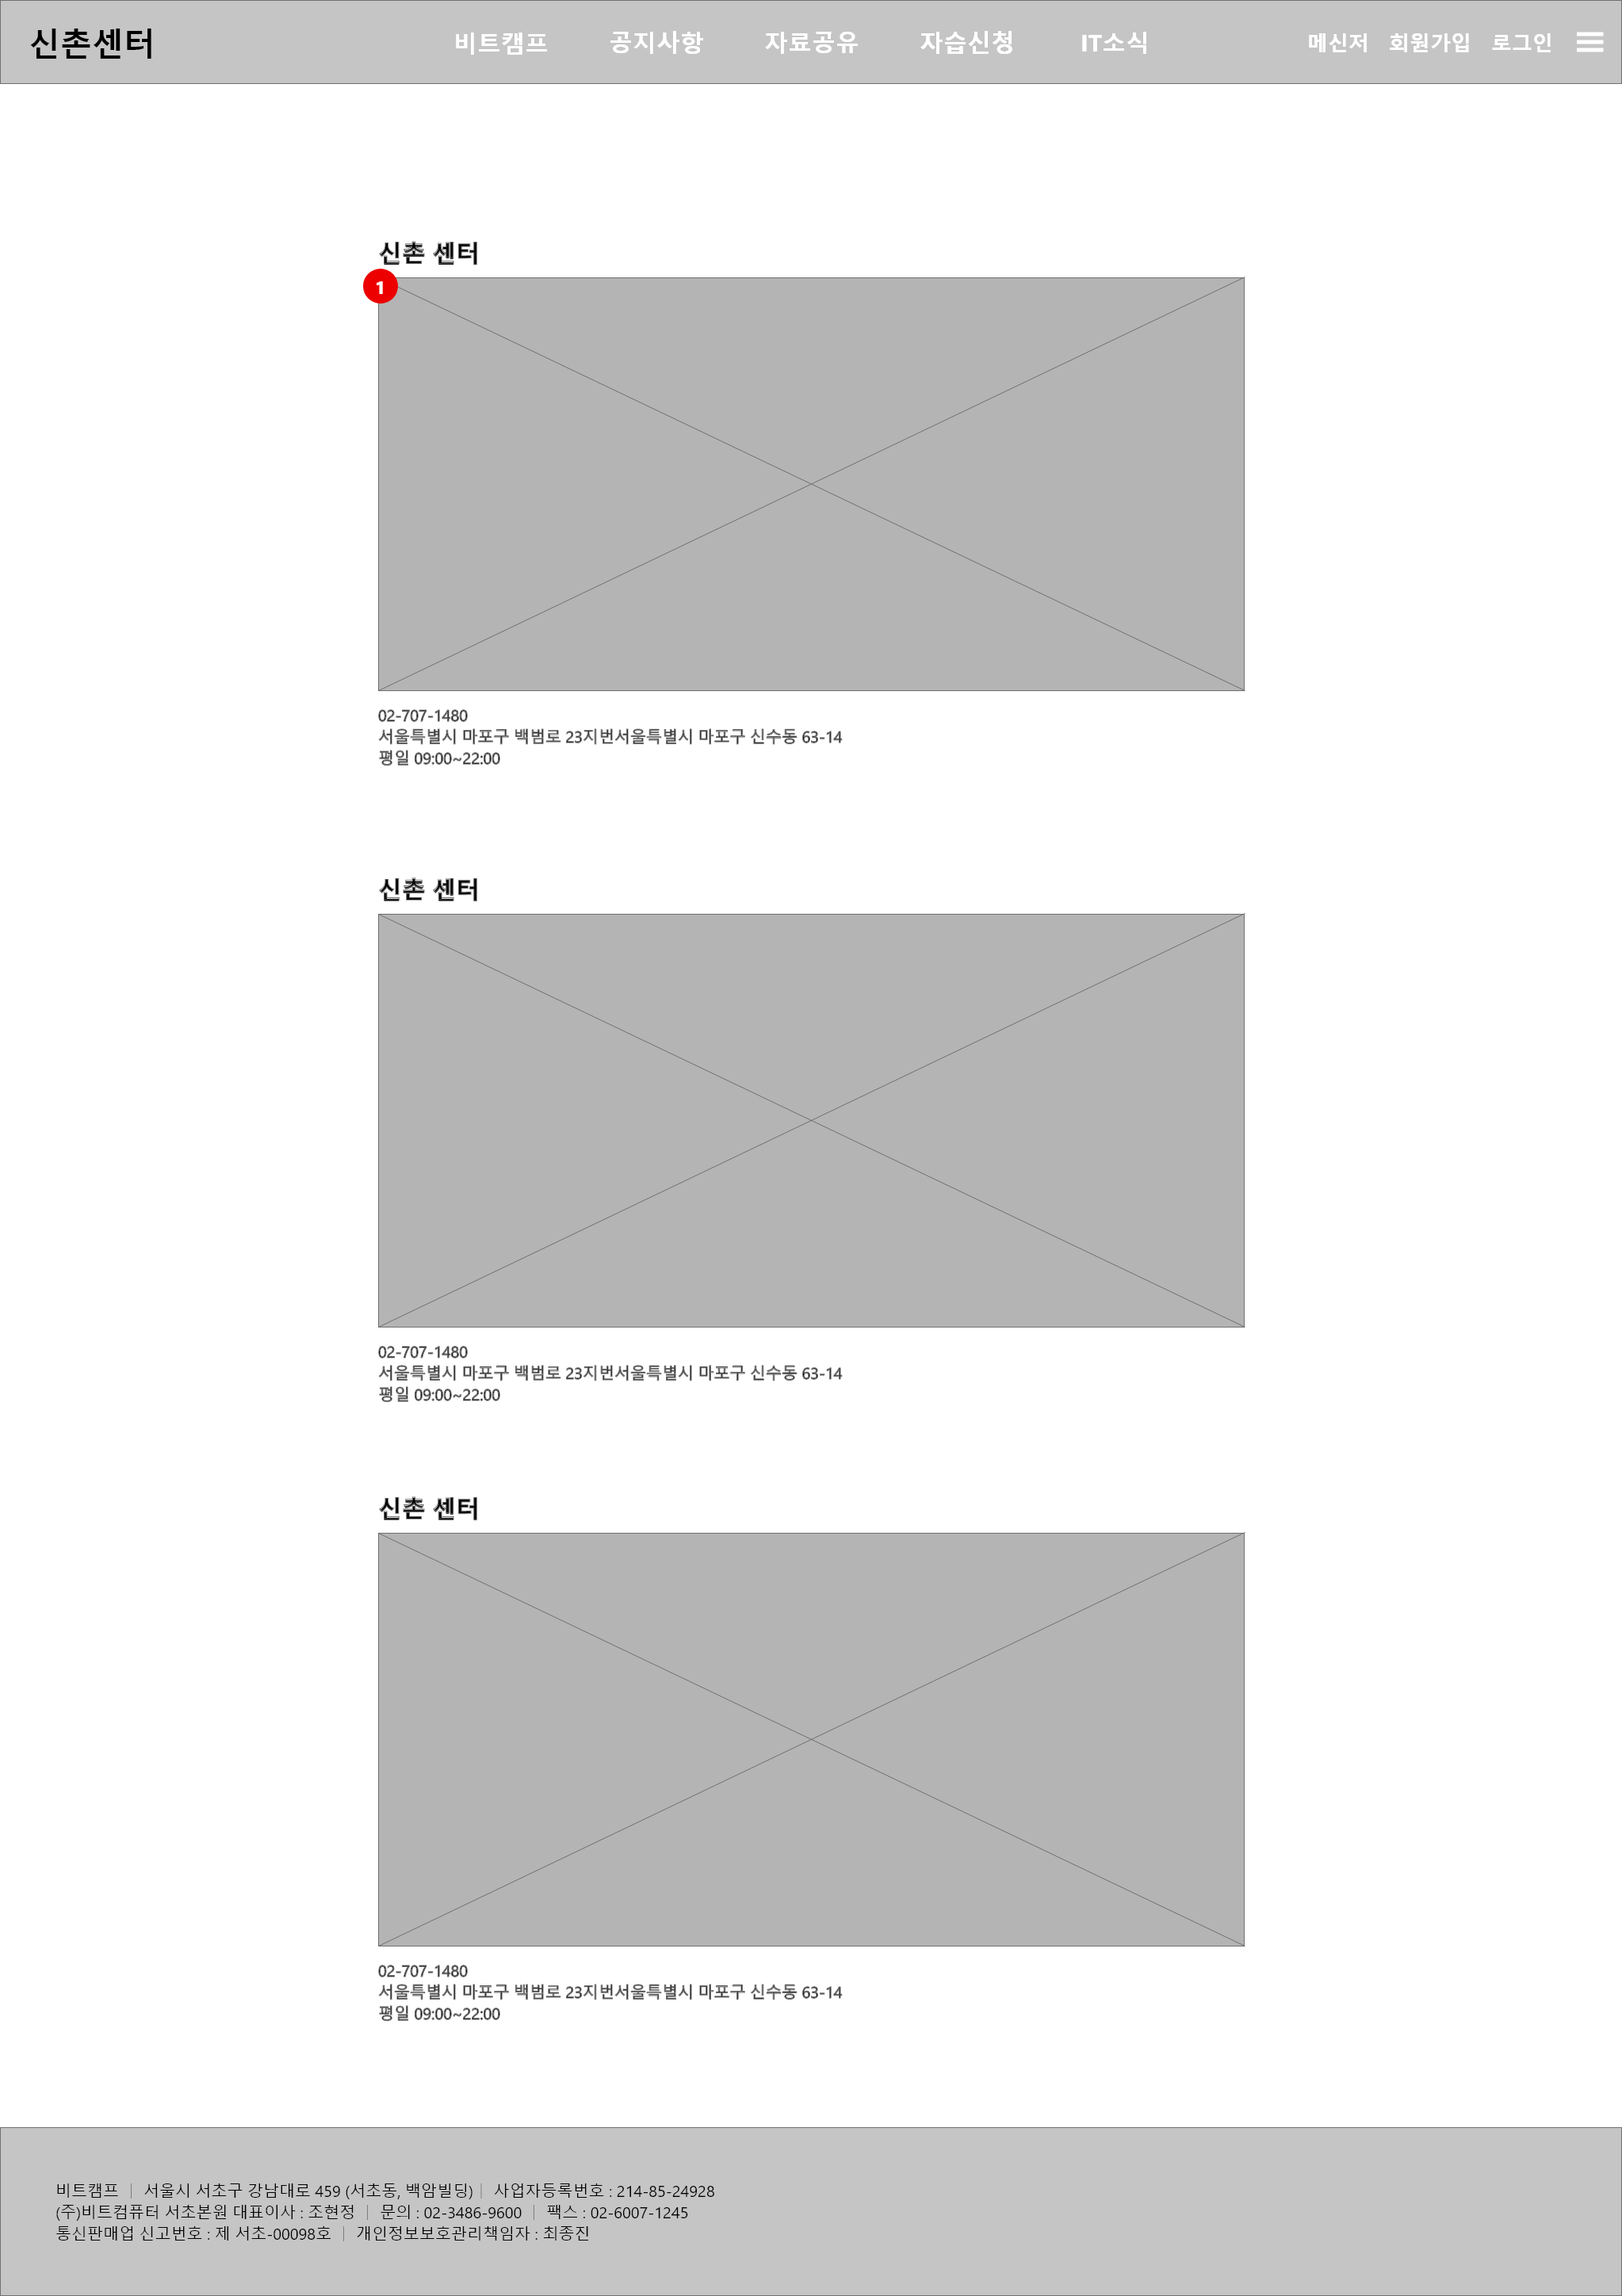 신촌센터 비트캠프 공지사항 자료공유 자습신청 IT소식 메신저 회원가입 로그인
신촌 센터
1
02-707-1480
서울특별시 마포구 백범로 23지번서울특별시 마포구 신수동 63-14
평일 09:00~22:00
신촌 센터
02-707-1480
서울특별시 마포구 백범로 23지번서울특별시 마포구 신수동 63-14
평일 09:00~22:00
신촌 센터
02-707-1480
서울특별시 마포구 백범로 23지번서울특별시 마포구 신수동 63-14
평일 09:00~22:00
비트캠프 | 서울시 서초구 강남대로 459 (서초동, 백암빌딩) | 사업자등록번호 : 214-85-24928
(주)비트컴퓨터 서초본원 대표이사 : 조현정 | 문의 : 02-3486-9600 | 팩스 : 02-6007-1245
통신판매업 신고번호 : 제 서초-00098호 | 개인정보보호관리책임자 : 최종진